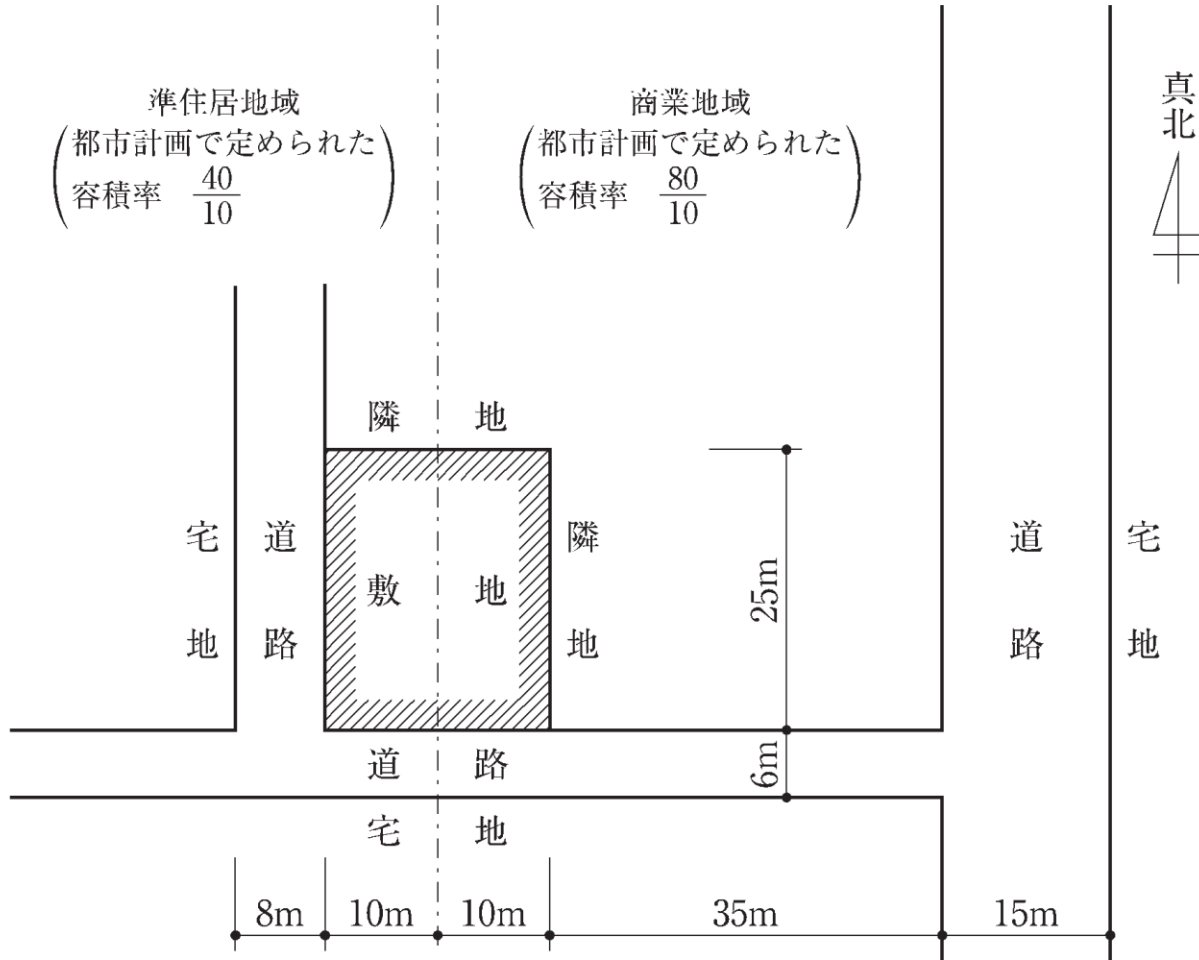 準住居地域
都市計画で定められた
容積率 40/10
商業地域
都市計画で定められた
容積率 80/10
真北
隣地
宅地
道路
敷地
隣地
25m
道路
宅地
道路
6m
宅地
8m 10m 10m 35m 15m